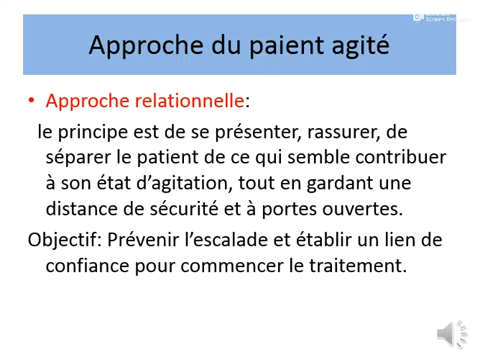 Approche du paient agité
• Approche relationnelle:
le principe est de se présenter, rassurer, de
séparer le patient de ce qui semble contribuer
à son état d’agitation, tout en gardant une
distance de sécurité et à portes ouvertes.
Objectif: Prévenir l’escalade et établir un lien de
confiance pour commencer le traitement.